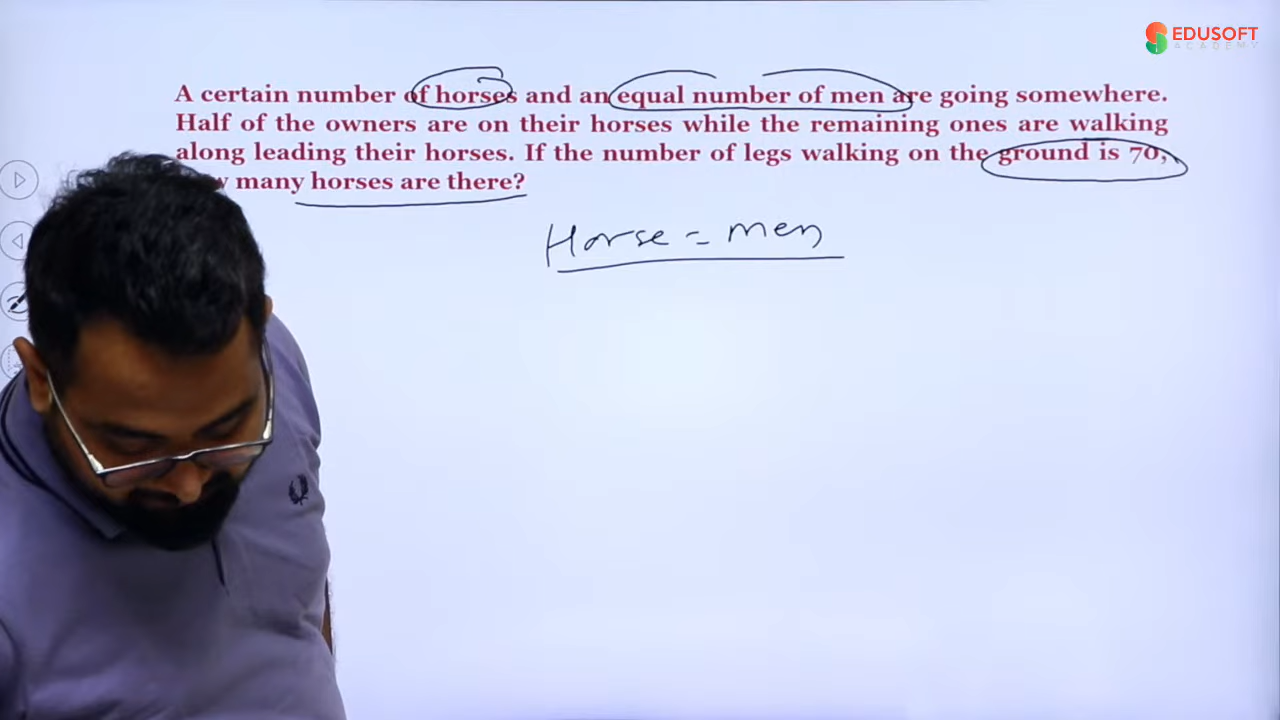 EDUSOFT
ACADEMY
A certain number of horses and an equal number of men are going somewhere.
Half of the owners are on their horses while the remaining ones are walking
along leading their horses. If the number of legs walking on the ground is 70,
many horses are there?
Horse = men